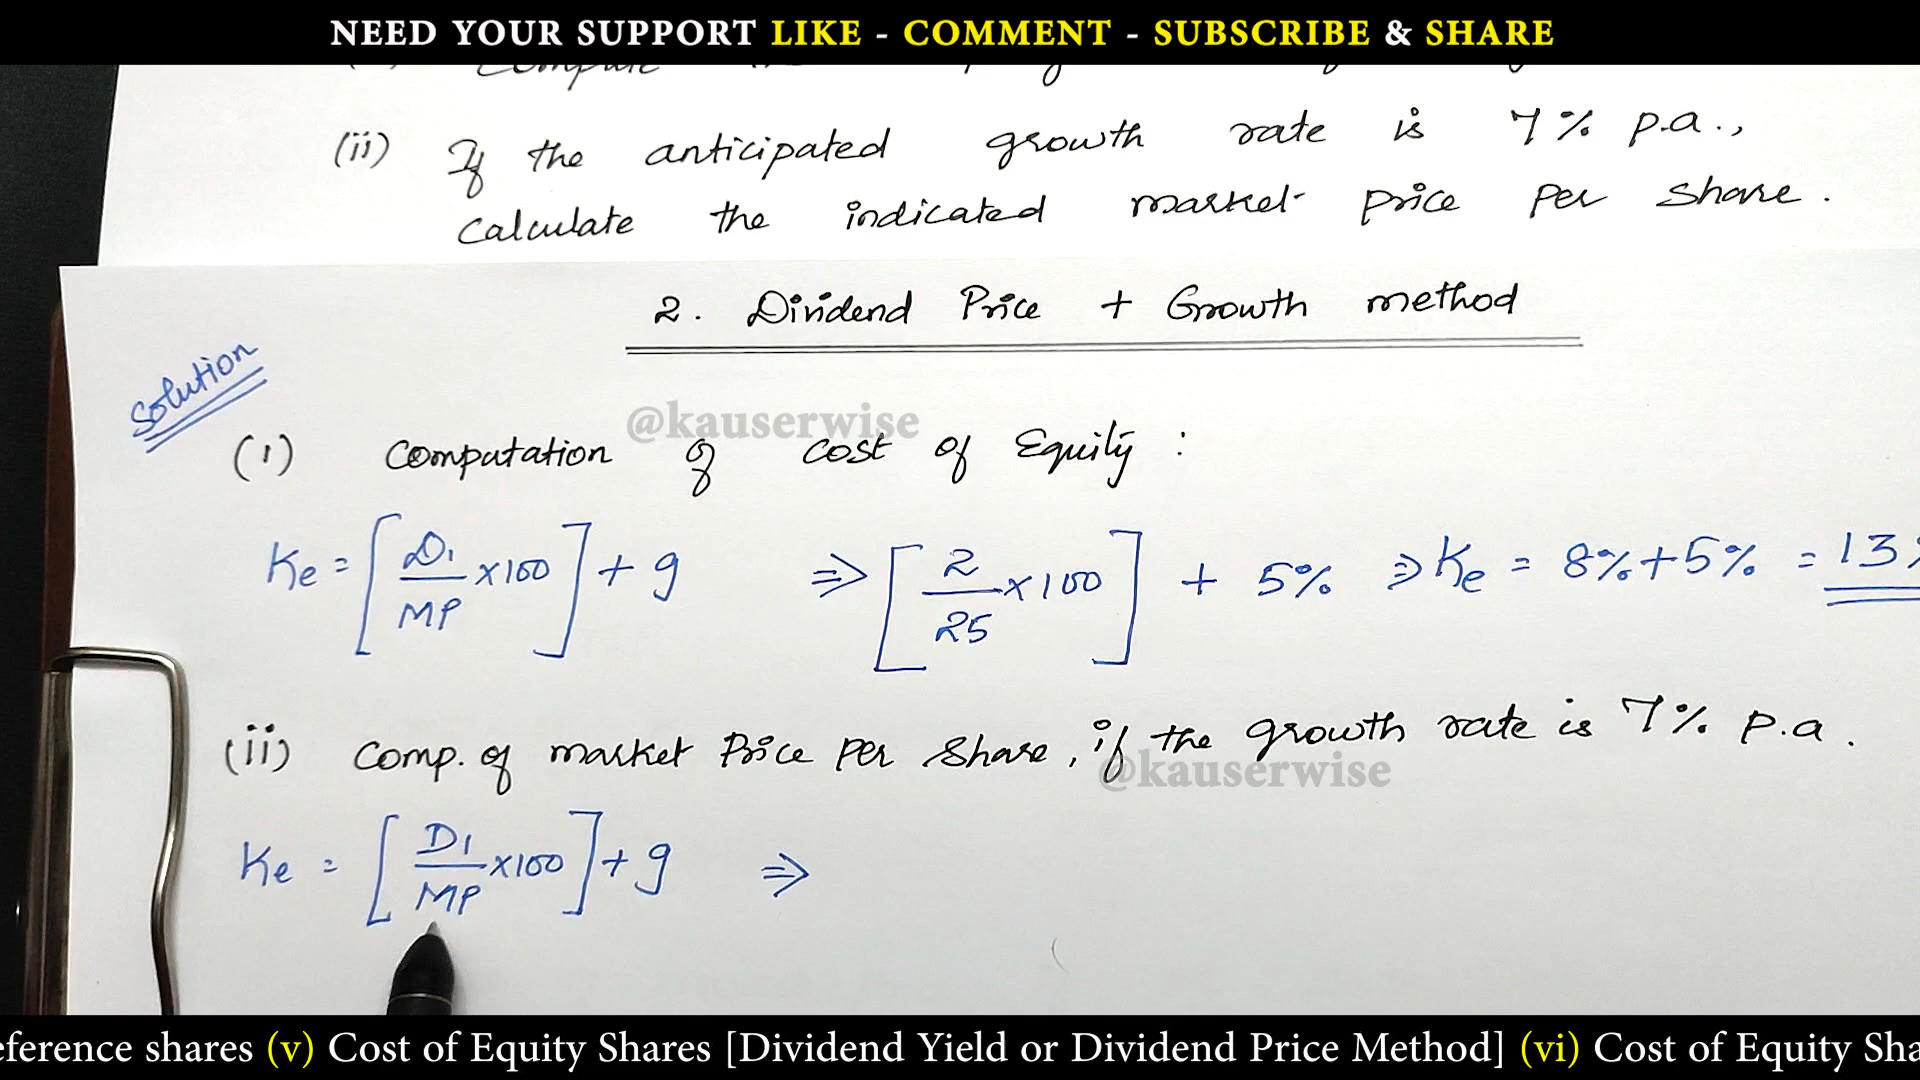 NEED YOUR SUPPORT LIKE - COMMENT - SUBSCRIBE & SHARE
(ii) If the anticipated growth rate is 7% p.a.,
calculate the indicated market price per share.
2. Dividend Price + Growth method
Solution
@kauserwise
(1) Computation of cost of Equity :
Ke = [D1/MP ×100] + g ⇒ [2/25 ×100] + 5% ⇒ Ke = 8%+5% = 13%
(ii) Comp. of market Price Per Share, if the growth rate is 7% p.a.
@kauserwise
Ke = [D1/MP ×100] + g ⇒
eference shares (v) Cost of Equity Shares [Dividend Yield or Dividend Price Method] (vi) Cost of Equity Sha